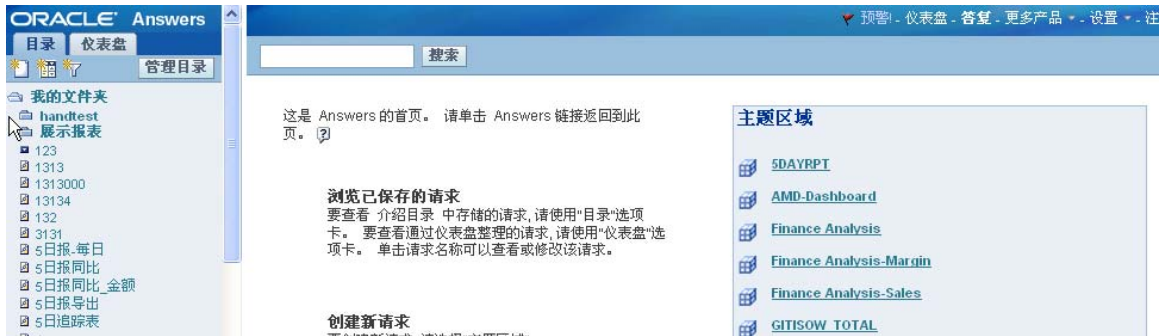 ORACLE Answers
预警! - 仪表盘 - 答复 - 更多产品 - 设置 - 注
目录 仪表盘
管理目录
搜索
我的文件夹
handtest
展示报表
123
1313
1313000
13134
132
3131
5日报-每日
5日报同比
5日报同比_金额
5日报导出
5日追踪表
这是 Answers 的首页。 请单击 Answers 链接返回到此
页。
浏览已保存的请求
要查看 介绍目录 中存储的请求,请使用"目录"选项
卡。 要查看通过仪表盘整理的请求,请使用"仪表盘"选
项卡。 单击请求名称可以查看或修改该请求。
创建新请求
主题区域
5DAYRPT
AMD-Dashboard
Finance Analysis
Finance Analysis-Margin
Finance Analysis-Sales
GITISOW_TOTAL